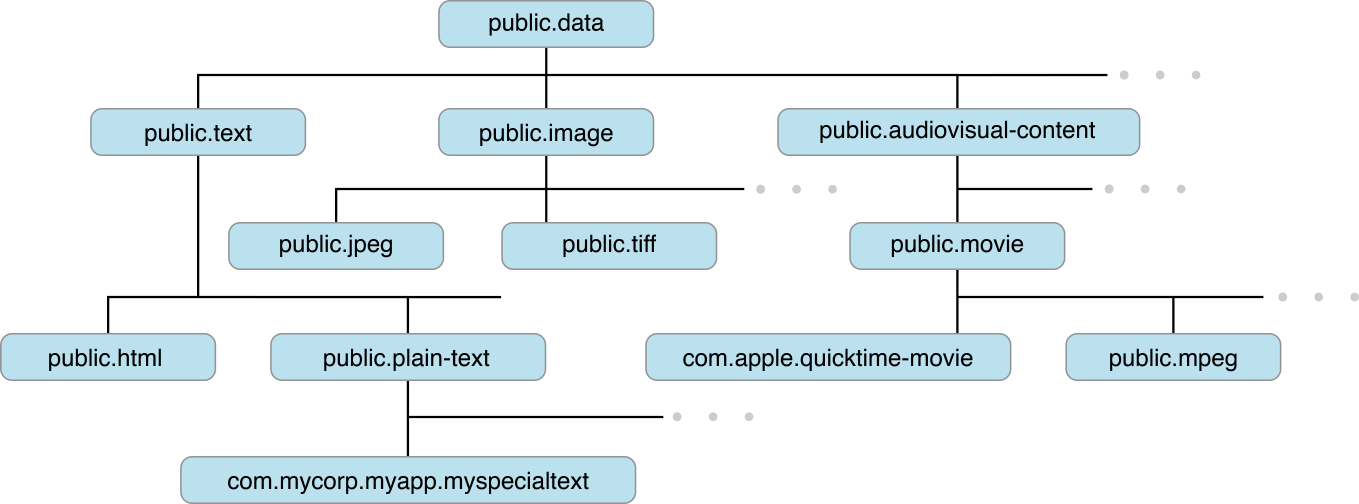 public.data
public.text
public.image
public.audiovisual-content
public.jpeg
public.tiff
public.movie
public.html
public.plain-text
com.apple.quicktime-movie
public.mpeg
com.mycorp.myapp.myspecialtext